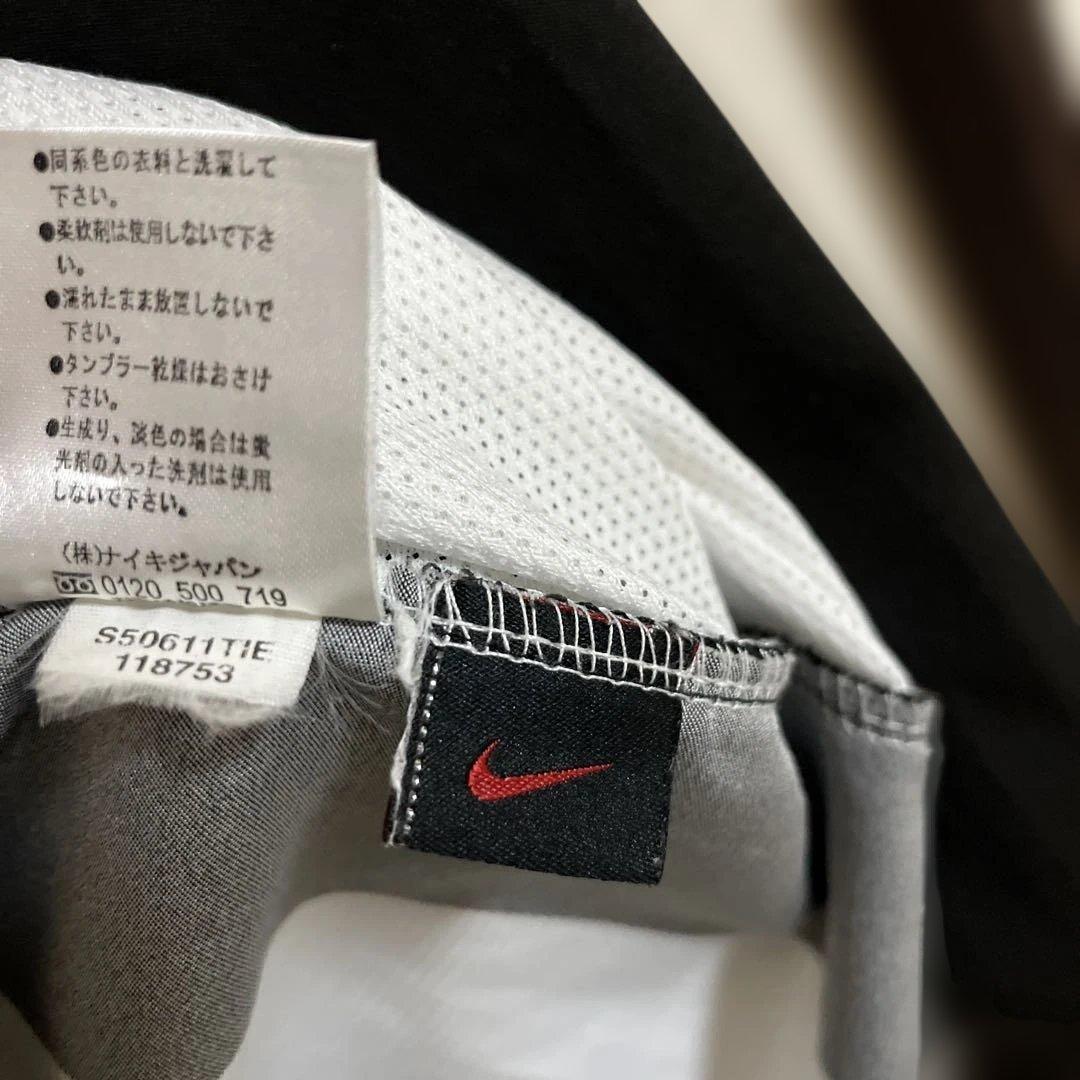 ●同系色の衣料と洗濯して
下さい。
●柔軟剤は使用しないで下さ
い。
●濡れたまま放置しないで
下さい。
●タンブラー乾燥はおさけ
下さい。
●生成り、淡色の場合は蛍
光剤の入った洗剤は使用
しないで下さい。
(株)ナイキジャパン
0120 500 719
S50611TIE
118753